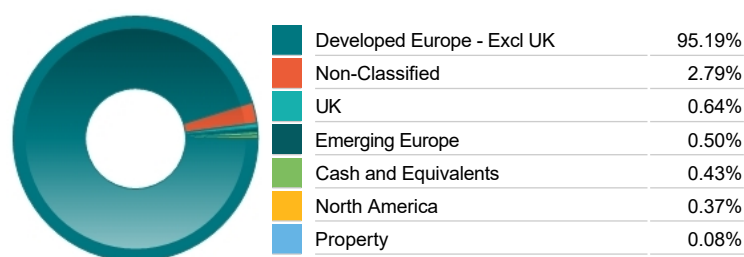 Developed Europe - Excl UK 95.19%
Non-Classified 2.79%
UK 0.64%
Emerging Europe 0.50%
Cash and Equivalents 0.43%
North America 0.37%
Property 0.08%